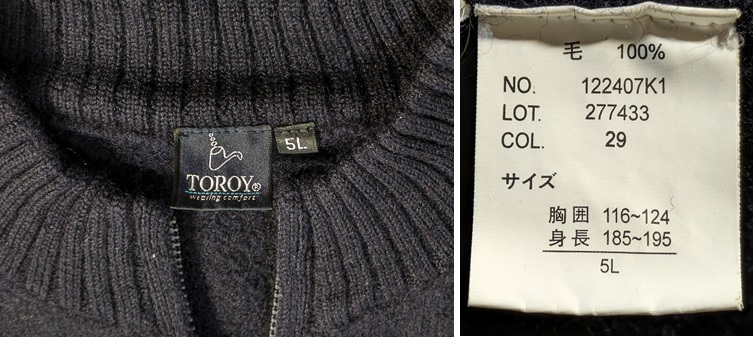 5L
TOROY®
wearing comfort
毛 100%
NO. 122407K1
LOT. 277433
COL. 29
サイズ
胸囲 116~124
身長 185~195
5L